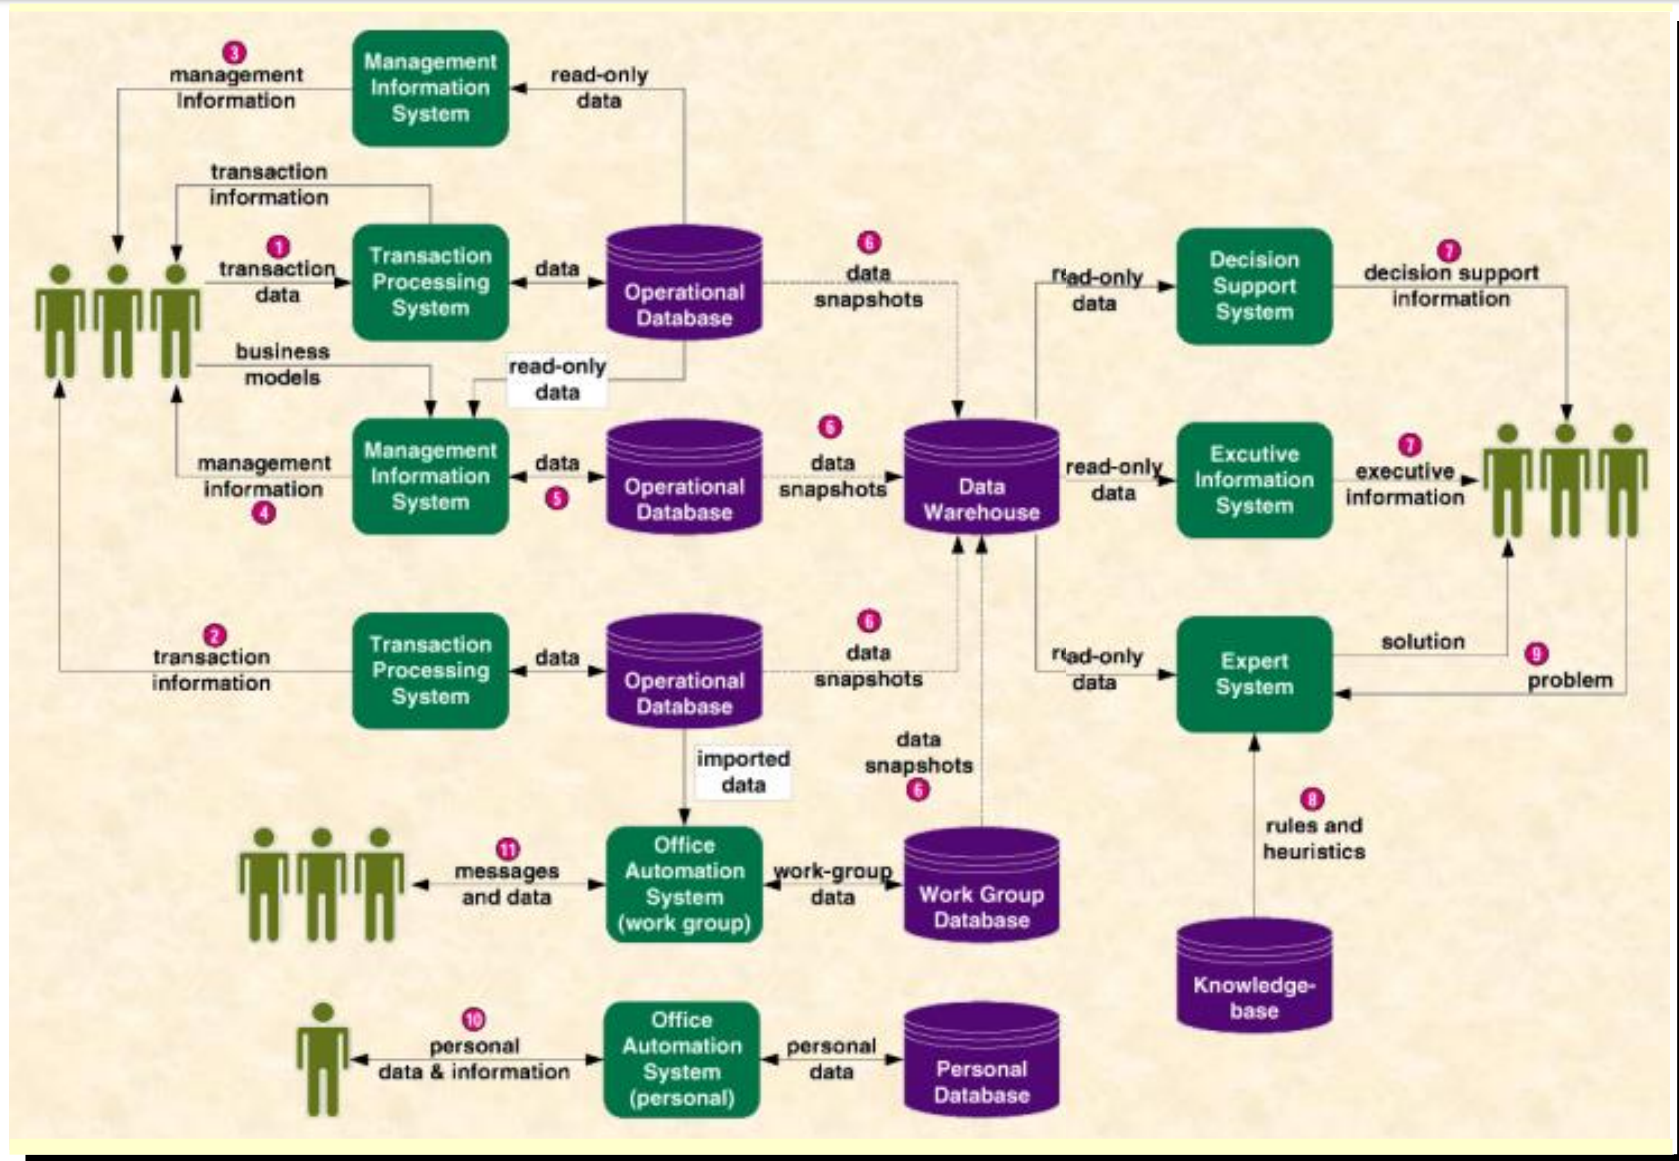 3
management
Information
Management
Information
System
read-only
data
transaction
information
1
transaction
data
Transaction
Processing
System
data
Operational
Database
6
data
snapshots
read-only
data
Decision
Support
System
7
decision support
information
business
models
read-only
data
management
information
4
Management
Information
System
data
5
Operational
Database
6
data
snapshots
Data
Warehouse
read-only
data
Excutive
Information
System
7
executive
information
2
transaction
information
Transaction
Processing
System
data
Operational
Database
6
data
snapshots
read-only
data
Expert
System
solution
9
problem
imported
data
data
snapshots
6
8
rules and
heuristics
11
messages
and data
Office
Automation
System
(work group)
work-group
data
Work Group
Database
Knowledge-
base
10
personal
data & information
Office
Automation
System
(personal)
personal
data
Personal
Database